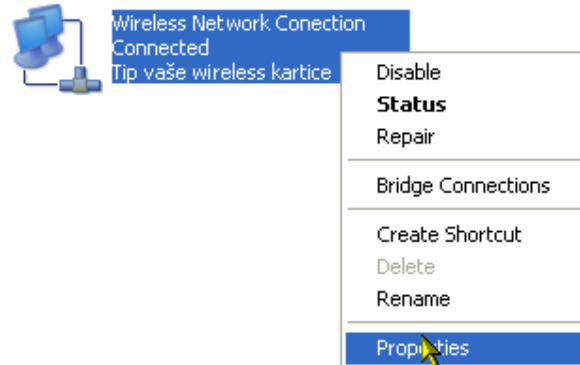 Wireless Network Conection
Connected
Tip vaše wireless kartice
Disable
Status
Repair
Bridge Connections
Create Shortcut
Delete
Rename
Properties